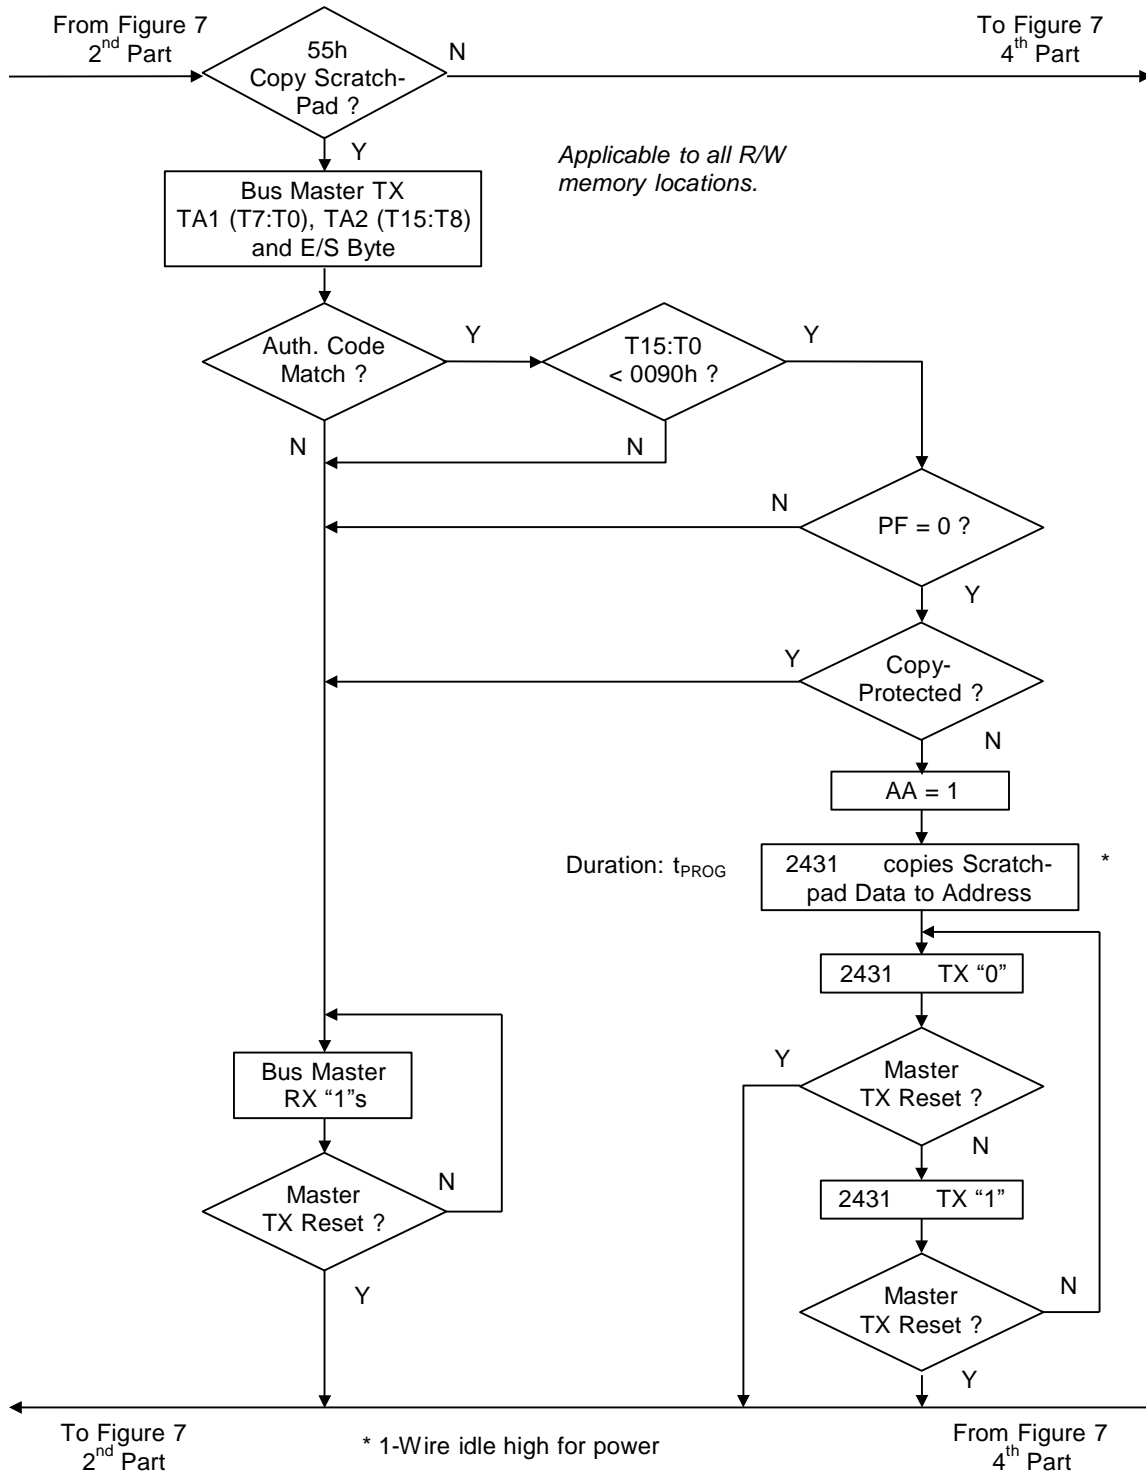 From Figure 7
2nd Part
To Figure 7
4th Part
55h
Copy Scratch-
Pad ?
N
Y
Applicable to all R/W
memory locations.
Bus Master TX
TA1 (T7:T0), TA2 (T15:T8)
and E/S Byte
Auth. Code
Match ?
Y
T15:T0
< 0090h ?
Y
N
N
N
PF = 0 ?
Y
Y
Copy-
Protected ?
N
AA = 1
Duration: tPROG
2431 copies Scratch-
pad Data to Address
*
2431 TX “0”
Y
Master
TX Reset ?
N
Bus Master
RX “1”s
2431 TX “1”
Master
TX Reset ?
N
Y
Master
TX Reset ?
N
Y
To Figure 7
2nd Part
* 1-Wire idle high for power
From Figure 7
4th Part